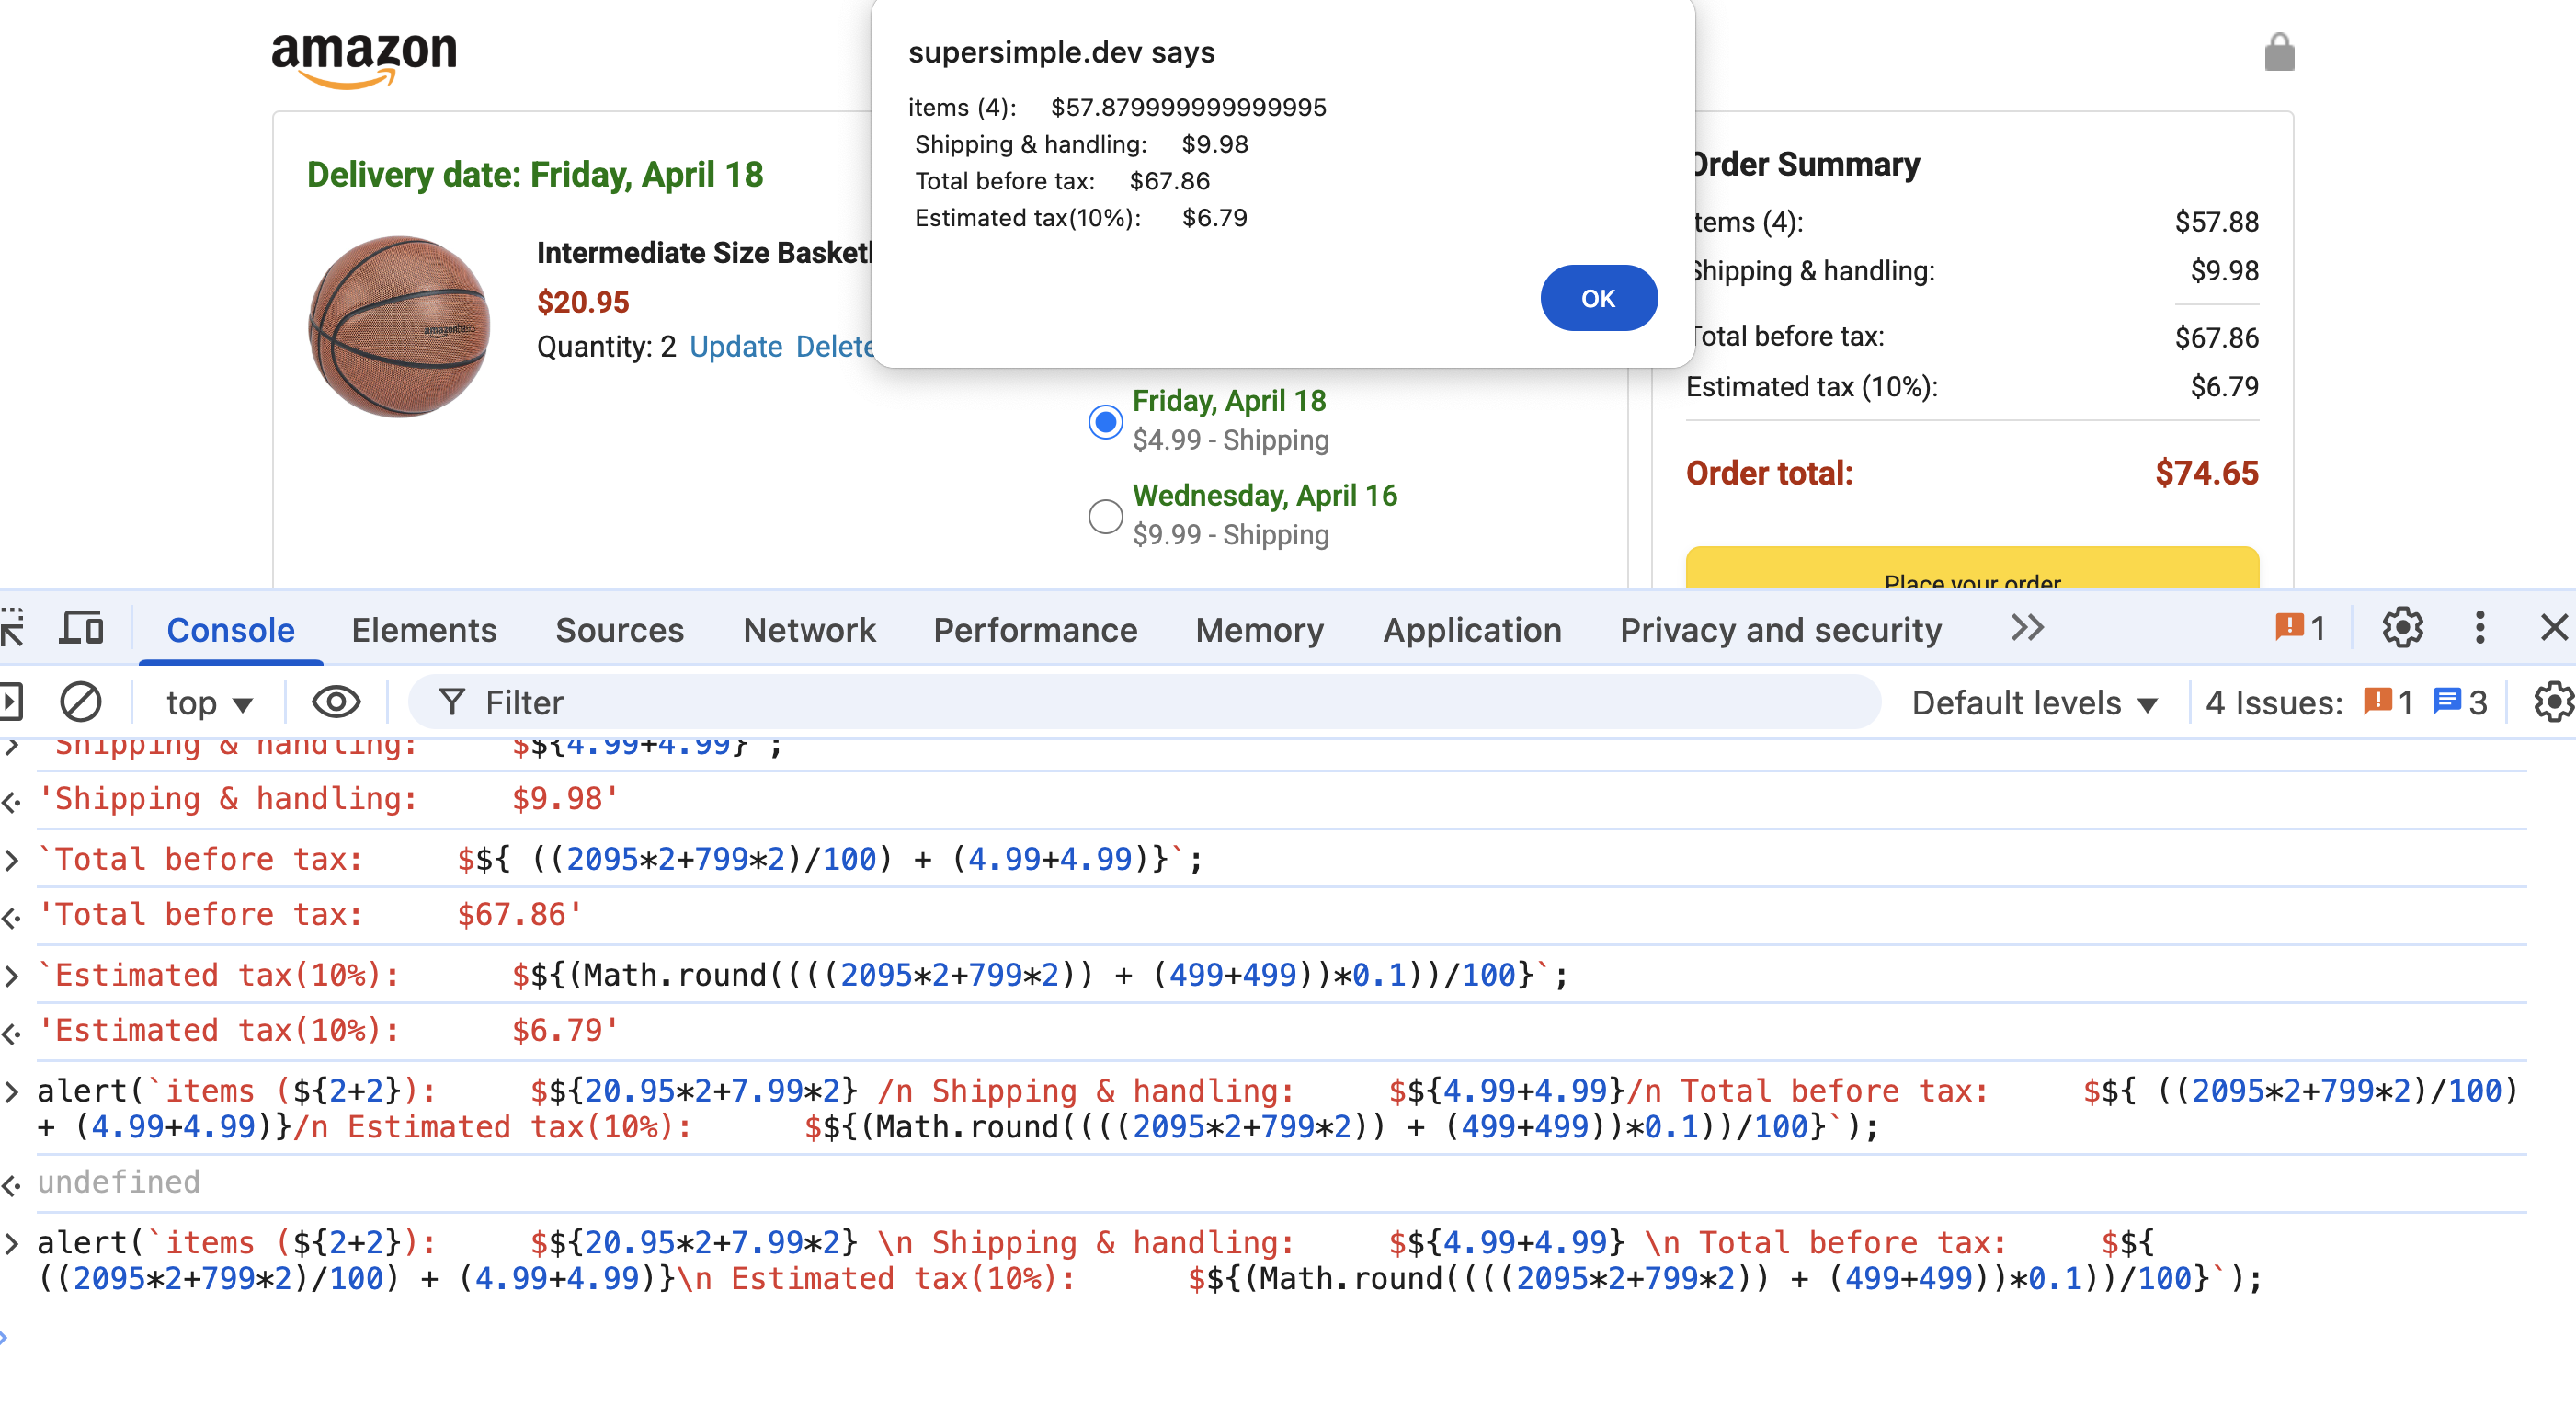 amazon
supersimple.dev says
items (4): $57.879999999999995
Shipping & handling: $9.98
Total before tax: $67.86
Estimated tax(10%): $6.79
OK
Delivery date: Friday, April 18
Intermediate Size Basketb
$20.95
Quantity: 2 Update Delete
Friday, April 18
$4.99 - Shipping
Wednesday, April 16
$9.99 - Shipping
Order Summary
Items (4): $57.88
Shipping & handling: $9.98
Total before tax: $67.86
Estimated tax (10%): $6.79
Order total: $74.65
Place your order
Console Elements Sources Network Performance Memory Application Privacy and security 1
top Filter Default levels 4 Issues: 1 3
`Shipping & handling: $${4.99+4.99}`;
'Shipping & handling: $9.98'
`Total before tax: $${ ((2095*2+799*2)/100) + (4.99+4.99)}`;
'Total before tax: $67.86'
`Estimated tax(10%): $${(Math.round((((2095*2+799*2)) + (499+499))*0.1))/100}`;
'Estimated tax(10%): $6.79'
alert(`items (${2+2}): $${20.95*2+7.99*2} /n Shipping & handling: $${4.99+4.99}/n Total before tax: $${ ((2095*2+799*2)/100)
+ (4.99+4.99)}/n Estimated tax(10%): $${(Math.round((((2095*2+799*2)) + (499+499))*0.1))/100}`);
undefined
alert(`items (${2+2}): $${20.95*2+7.99*2} \n Shipping & handling: $${4.99+4.99} \n Total before tax: $${
((2095*2+799*2)/100) + (4.99+4.99)}\n Estimated tax(10%): $${(Math.round((((2095*2+799*2)) + (499+499))*0.1))/100}`);